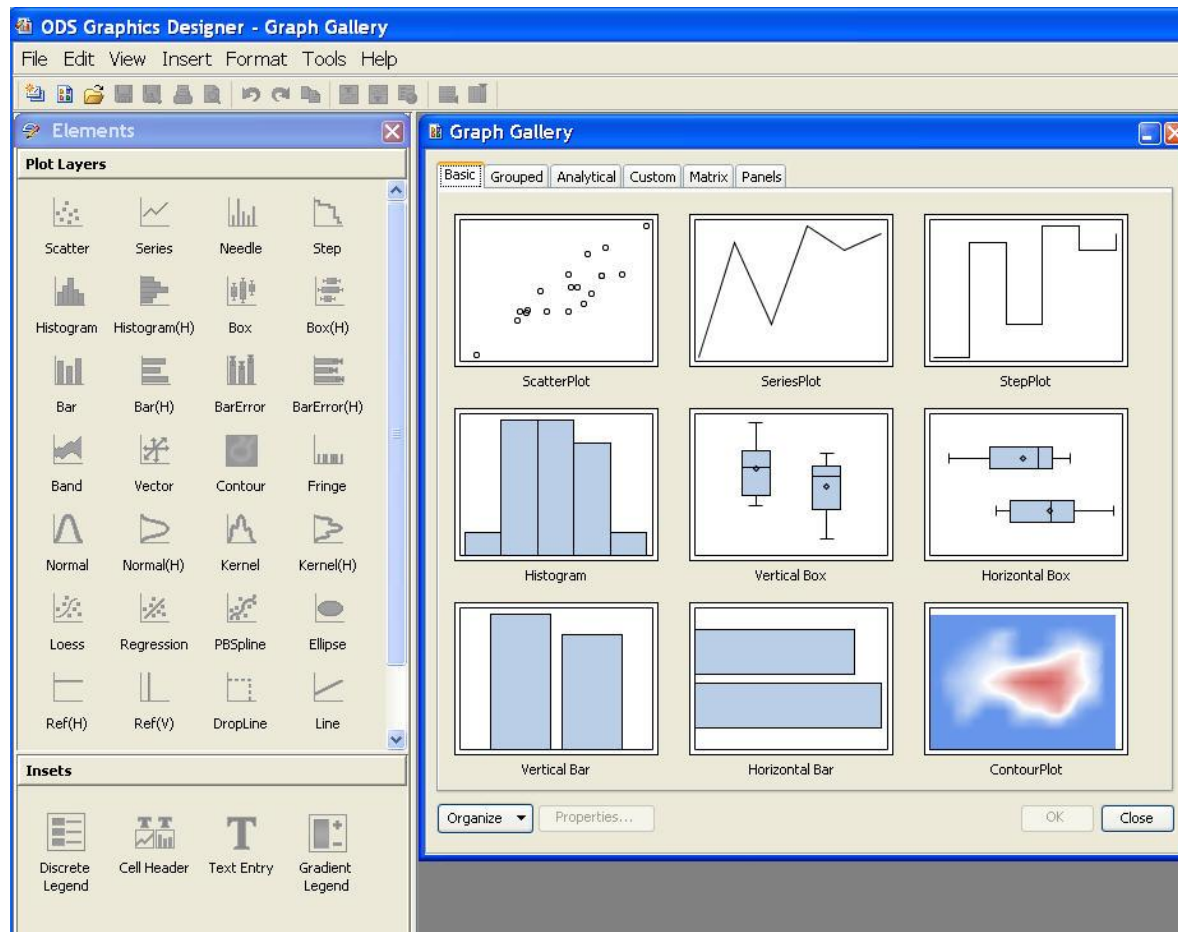 ODS Graphics Designer - Graph Gallery
File Edit View Insert Format Tools Help
Elements
Plot Layers
Scatter Series Needle Step
Histogram Histogram(H) Box Box(H)
Bar Bar(H) BarError BarError(H)
Band Vector Contour Fringe
Normal Normal(H) Kernel Kernel(H)
Loess Regression PBSpline Ellipse
Ref(H) Ref(V) DropLine Line
Insets
Discrete Legend Cell Header Text Entry Gradient Legend
Graph Gallery
Basic Grouped Analytical Custom Matrix Panels
ScatterPlot SeriesPlot StepPlot
Histogram Vertical Box Horizontal Box
Vertical Bar Horizontal Bar ContourPlot
Organize Properties... OK Close